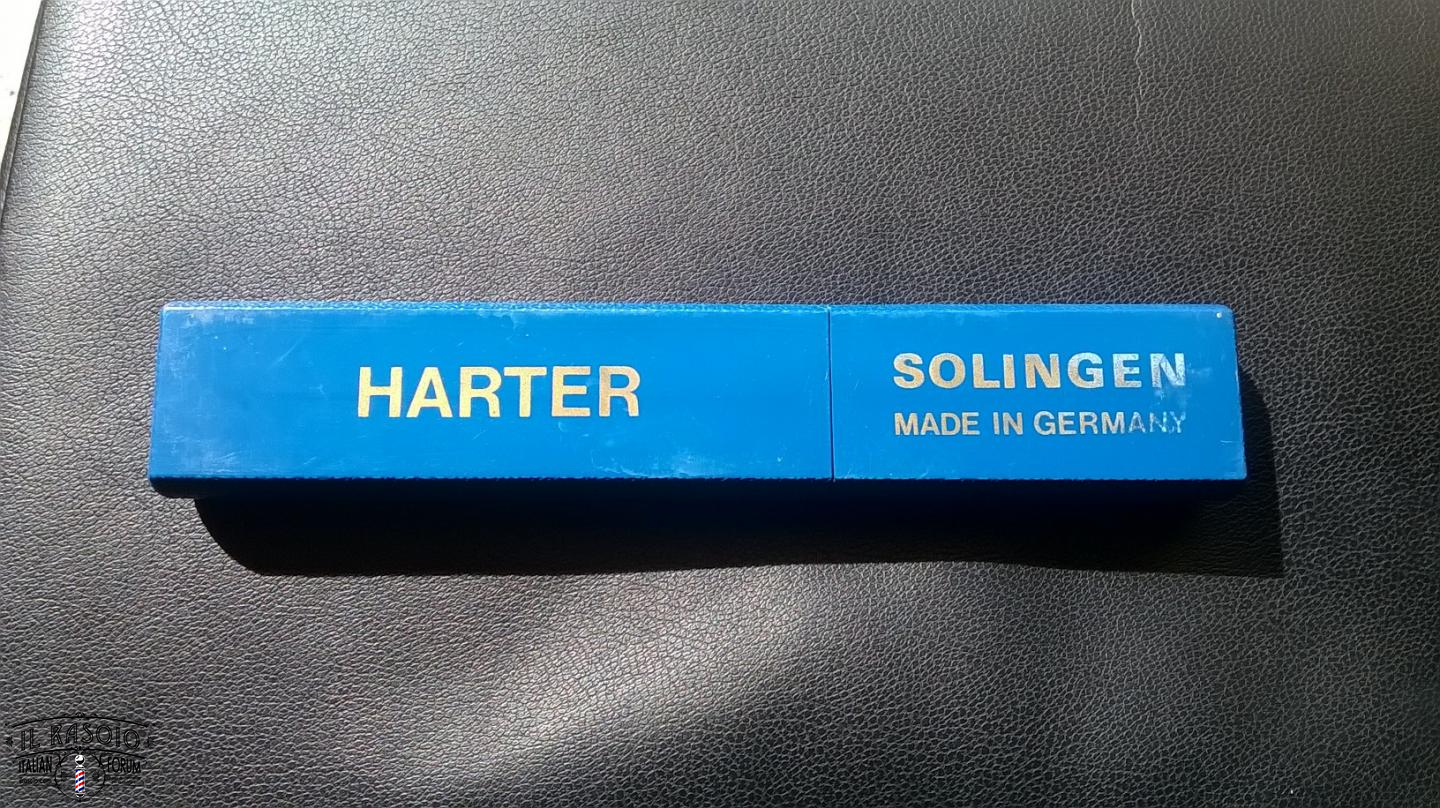 HARTER
SOLINGEN
MADE IN GERMANY
IL RASOIO
ITALIAN FORUM